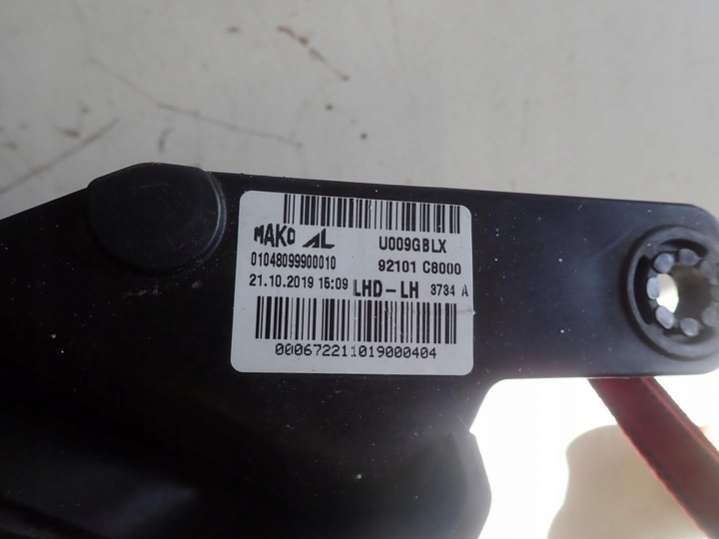 MAKO AL U009GBLX
01048099900010 92101 C8000
21.10.2019 15:09 LHD-LH 3734 A
000672211019000404